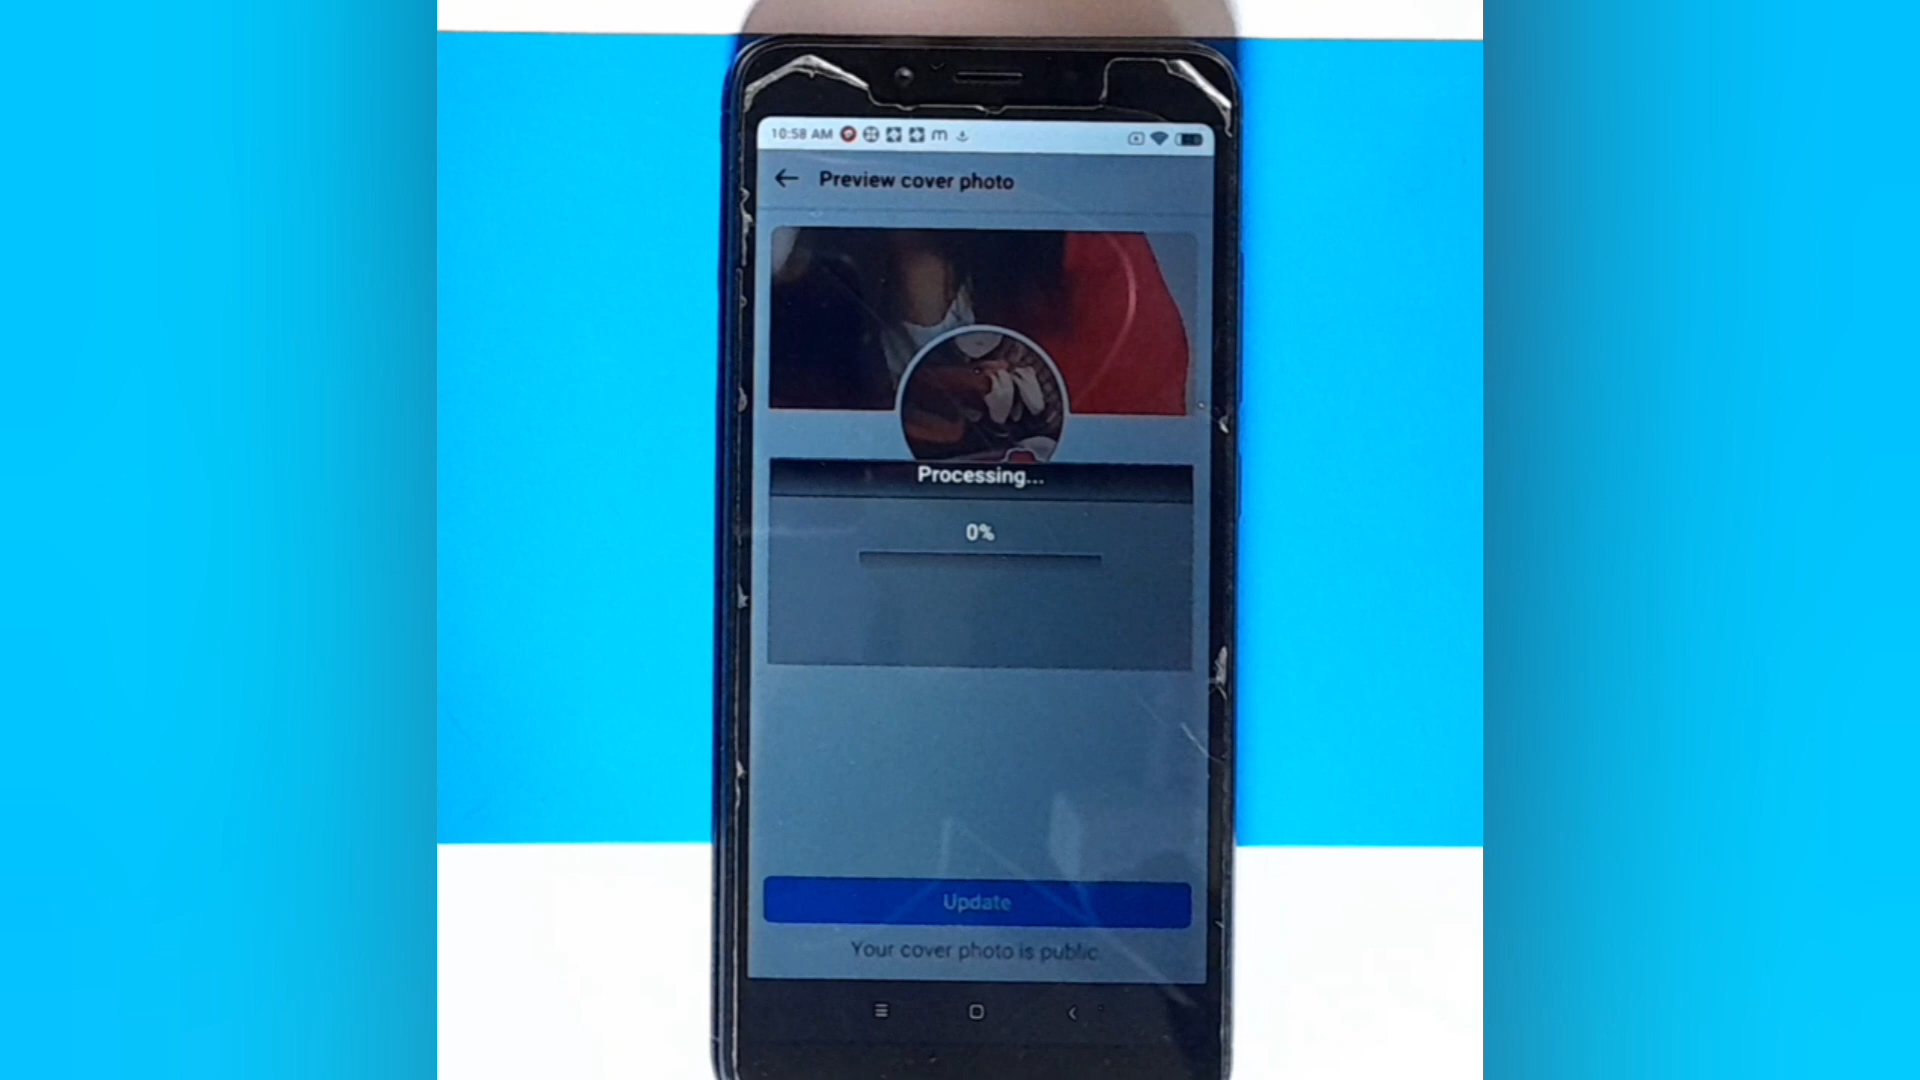 10:58 AM
Preview cover photo
Processing...
0%
Update
Your cover photo is public.